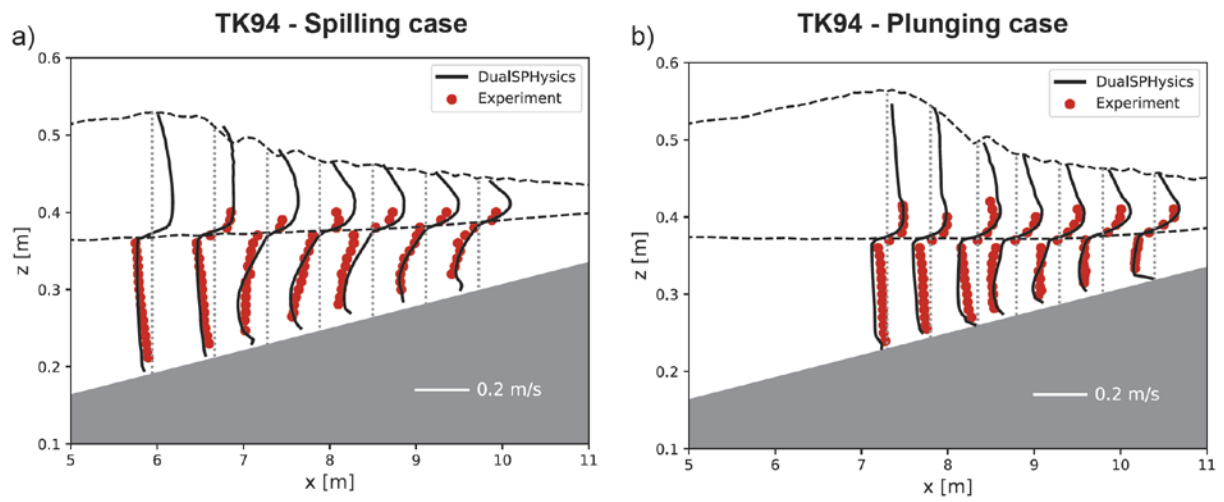 TK94 - Spilling case
a)
DualSPHysics
Experiment
0.6
0.5
0.4
0.3
0.2
0.1
z [m]
0.2 m/s
5 6 7 8 9 10 11
x [m]
TK94 - Plunging case
b)
DualSPHysics
Experiment
0.6
0.5
0.4
0.3
0.2
0.1
z [m]
0.2 m/s
5 6 7 8 9 10 11
x [m]